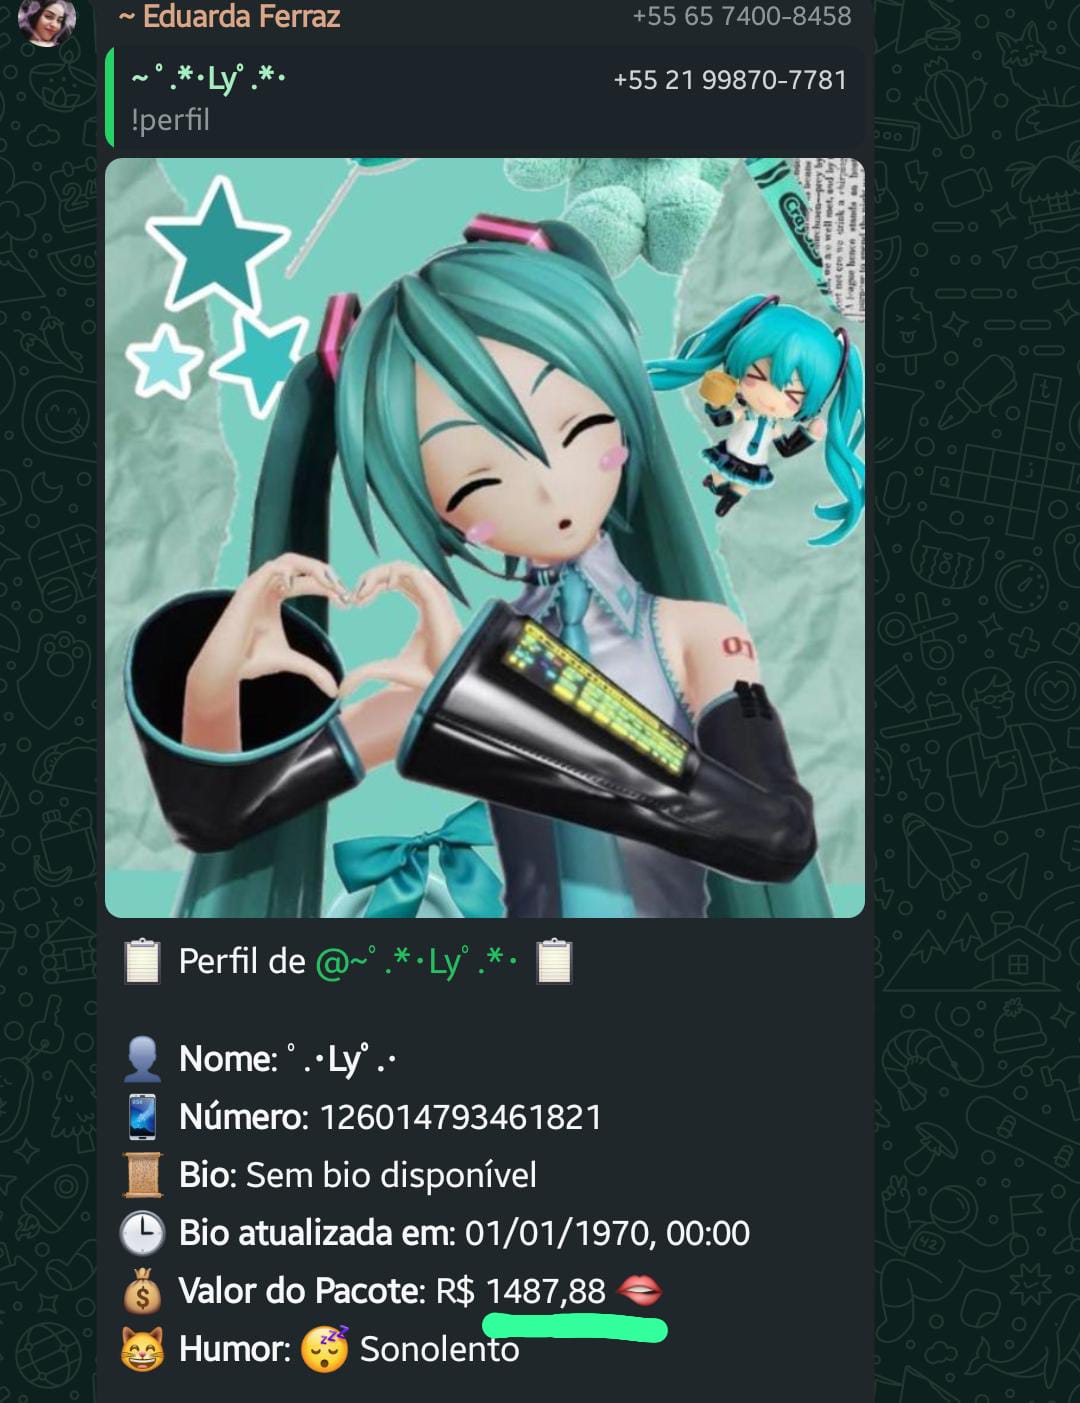 ~ Eduarda Ferraz +55 65 7400-8458
~ ﾟ.*･Lyﾟ.*･ +55 21 99870-7781
!perfil
Crayola
01
📋 Perfil de @~ﾟ.*･Lyﾟ.*･ 📋
👤 Nome: ﾟ.･Lyﾟ.･
📱 Número: 126014793461821
📜 Bio: Sem bio disponível
🕒 Bio atualizada em: 01/01/1970, 00:00
💰 Valor do Pacote: R$ 1487,88 🫦
😸 Humor: 😴 Sonolento